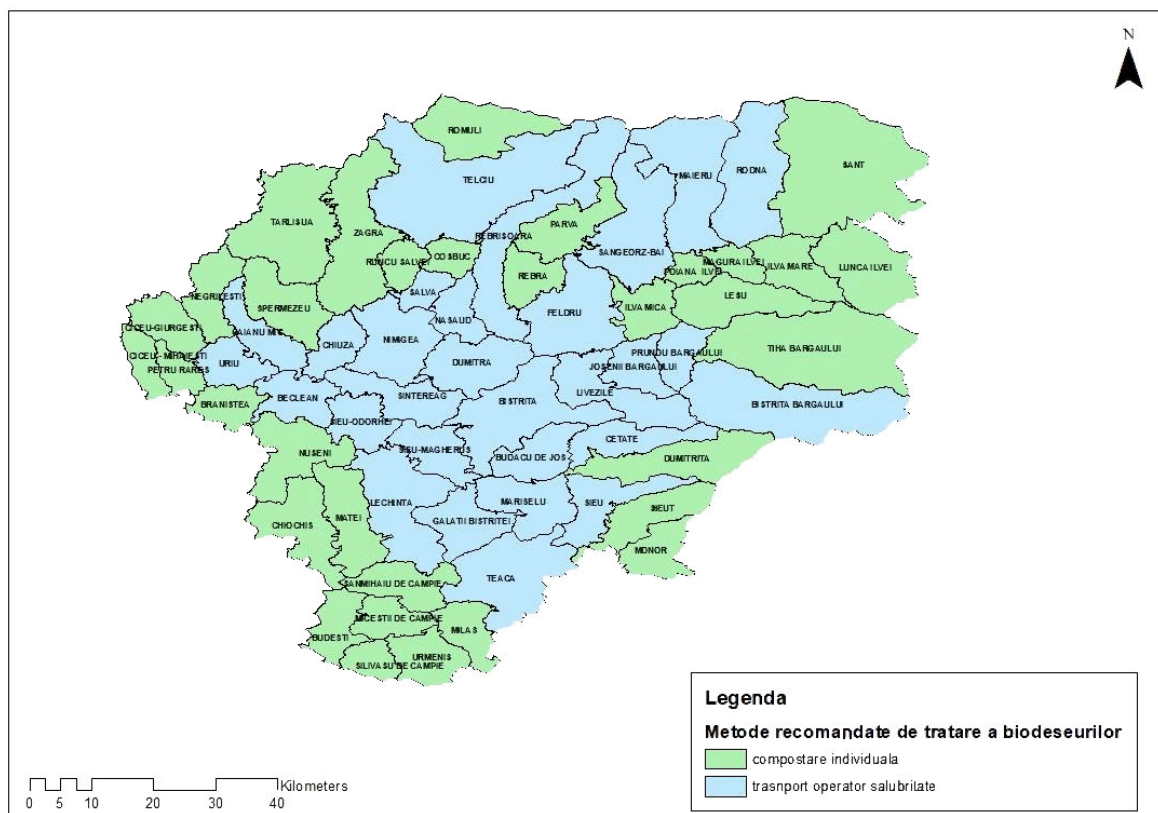 N
ROMULI
TELCIU
MAIERU
RODNA
SANT
TARLISUA
ZAGRA
PARVA
REBRISOARA
SANGEORZ-BAI
RUNCU SALVEI
COSBUC
REBRA
POIANA ILVEI
MAGURA ILVEI
ILVA MARE
LUNCA ILVEI
NEGRILESTI
SPERMEZEU
SALVA
NASAUD
FELDRU
ILVA MICA
LESU
CICEU-GIURGESTI
CAIANU MIC
CHIUZA
NIMIGEA
TIHA BARGAULUI
CICEU - MIHAIESTI
PETRU RARES
URIU
DUMITRA
PRUNDU BARGAULUI
JOSENII BARGAULUI
BRANISTEA
BECLEAN
SINTEREAG
BISTRITA
LIVEZILE
BISTRITA BARGAULUI
SIEU-ODORHEI
NUSENI
SIEU-MAGHERUS
BUDACU DE JOS
CETATE
DUMITRITA
LECHINTA
MARISELU
SIEU
SIEUT
CHIOCHIS
MATEI
GALATII BISTRITEI
MONOR
SANMIHAIU DE CAMPIE
TEACA
MICESTII DE CAMPIE
BUDESTI
MILAS
URMENIS
SILIVASU DE CAMPIE
Legenda
Metode recomandate de tratare a biodeseurilor
compostare individuala
trasnport operator salubritate
Kilometers
0 5 10 20 30 40